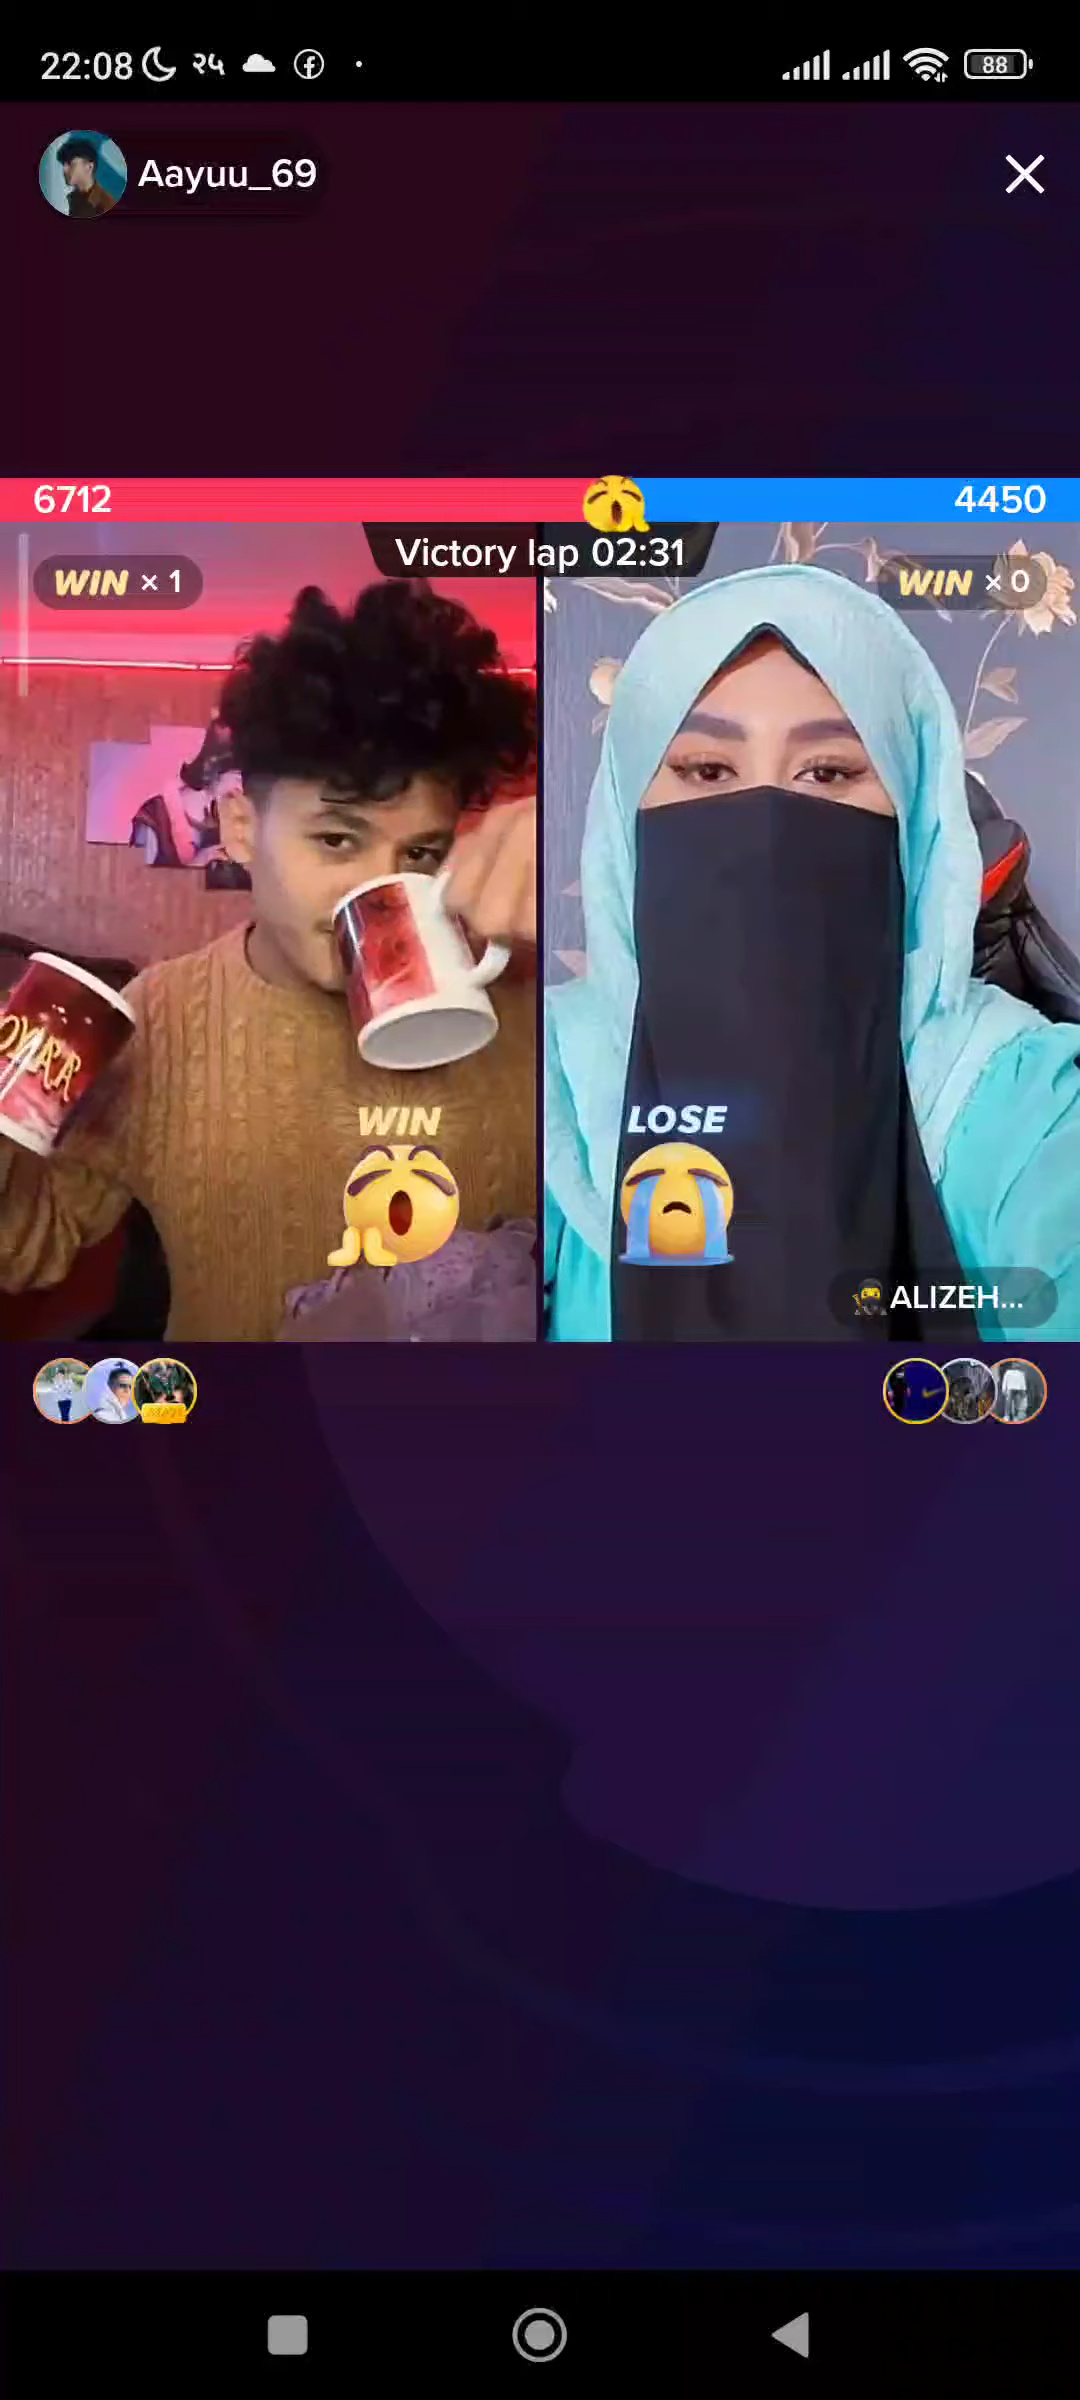 22:08 २५ 88
Aayuu_69
6712 4450
Victory lap 02:31
WIN × 1 WIN × 0
WIN LOSE
ALIZEH...